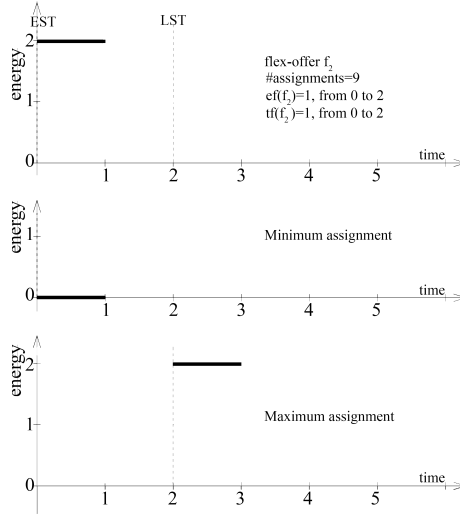 EST
LST
energy
2
1
0
flex-offer f2
#assignments=9
ef(f2)=1, from 0 to 2
tf(f2)=1, from 0 to 2
time
1 2 3 4 5
energy
1
0
Minimum assignment
time
1 2 3 4 5
energy
2
1
0
Maximum assignment
time
1 2 3 4 5